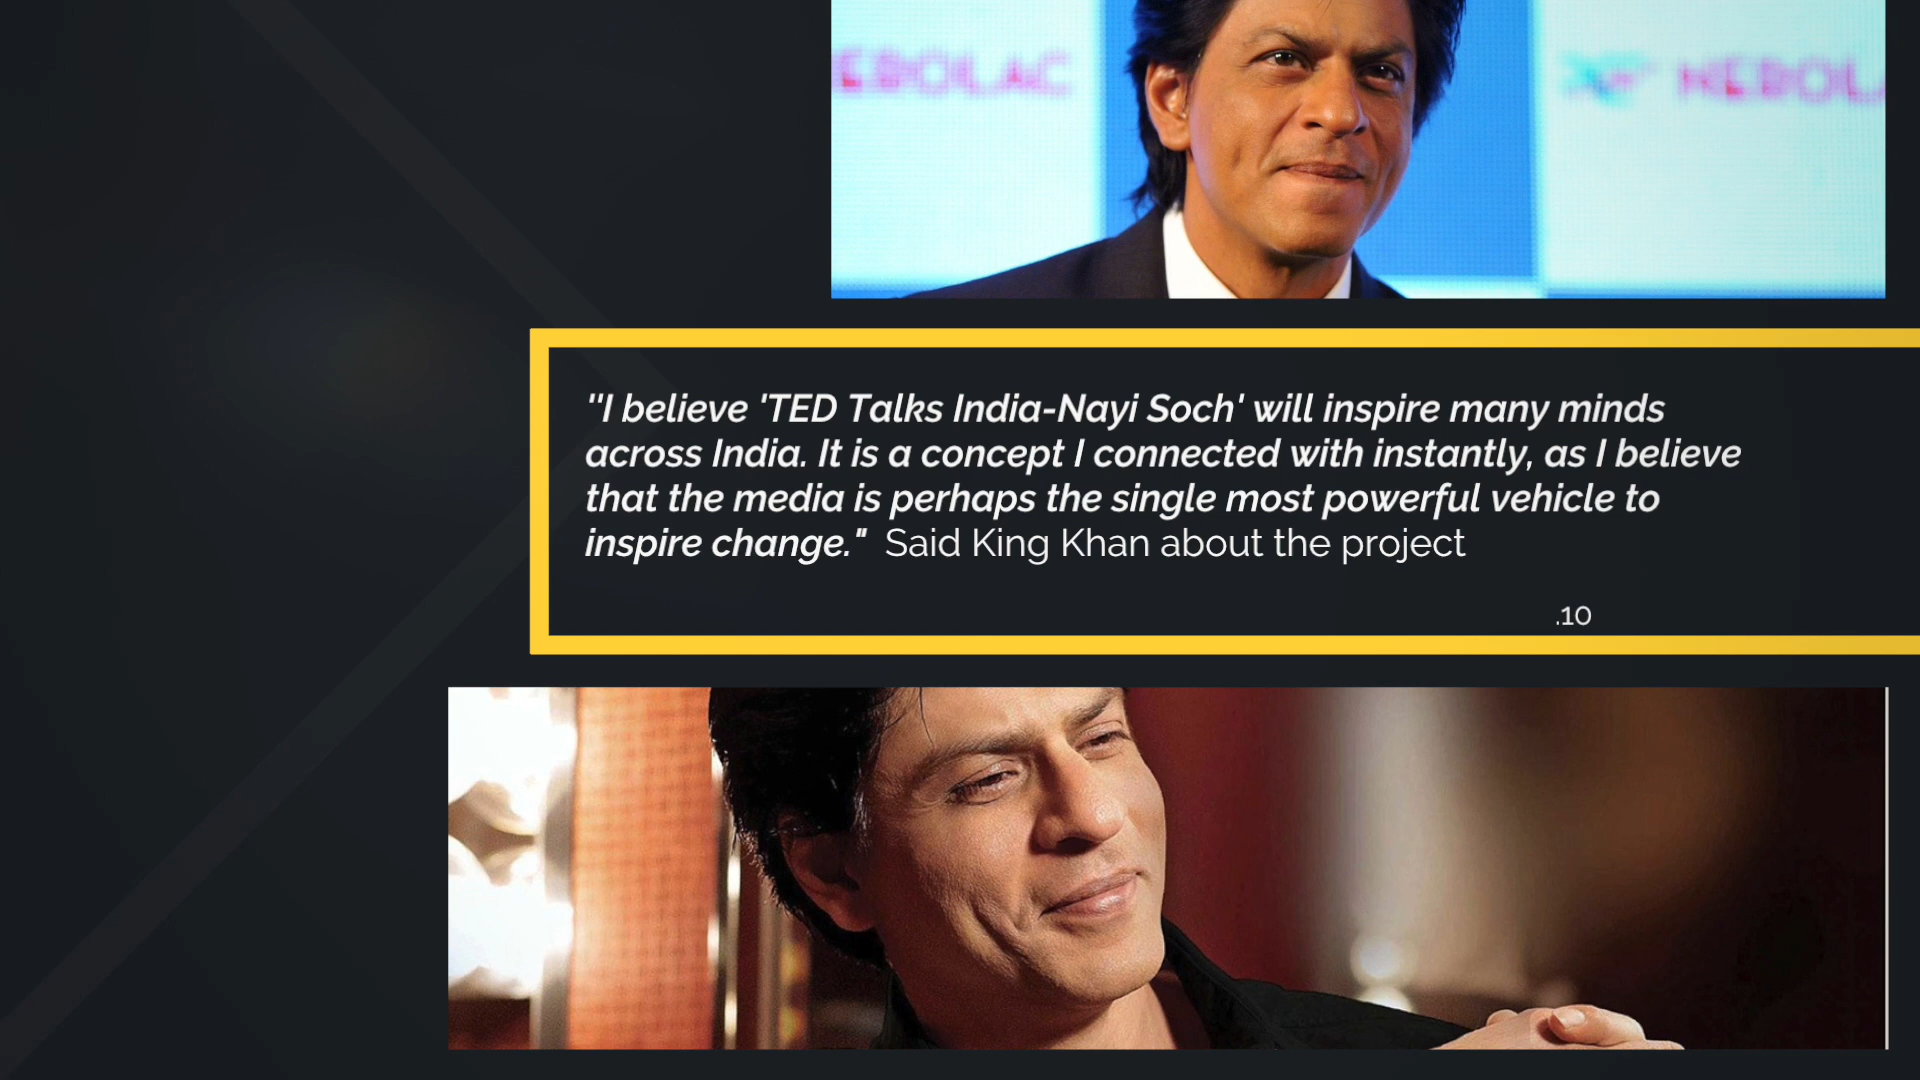 EBOLAC
NEBOL
"I believe 'TED Talks India-Nayi Soch' will inspire many minds
across India. It is a concept I connected with instantly, as I believe
that the media is perhaps the single most powerful vehicle to
inspire change." Said King Khan about the project
.10